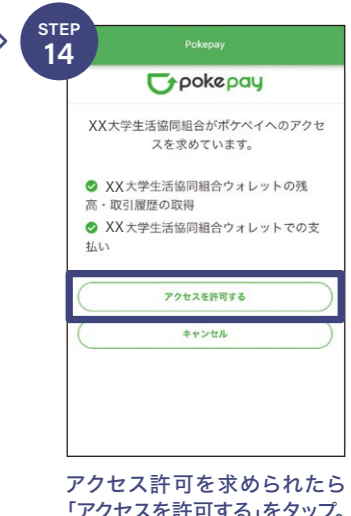 STEP
14
Pokepay
pokepay
XX大学生活協同組合がポケペイへのアクセ
スを求めています。
XX大学生活協同組合ウォレットの残
高・取引履歴の取得
XX大学生活協同組合ウォレットでの支
払い
アクセスを許可する
キャンセル
アクセス許可を求められたら
「アクセスを許可する」をタップ。